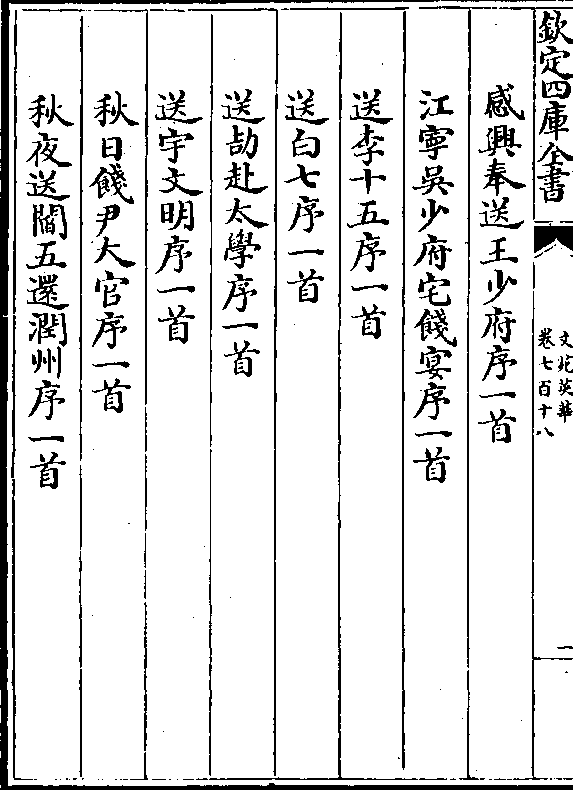 欽定四庫全書
文苑英華
卷七百十八
一
感興奉送王少府序一首
江寧吳少府宅餞宴序一首
送李十五序一首
送白七序一首
送劼赴太學序一首
送宇文明序一首
秋日餞尹大官序一首
秋夜送閻五還潤州序一首